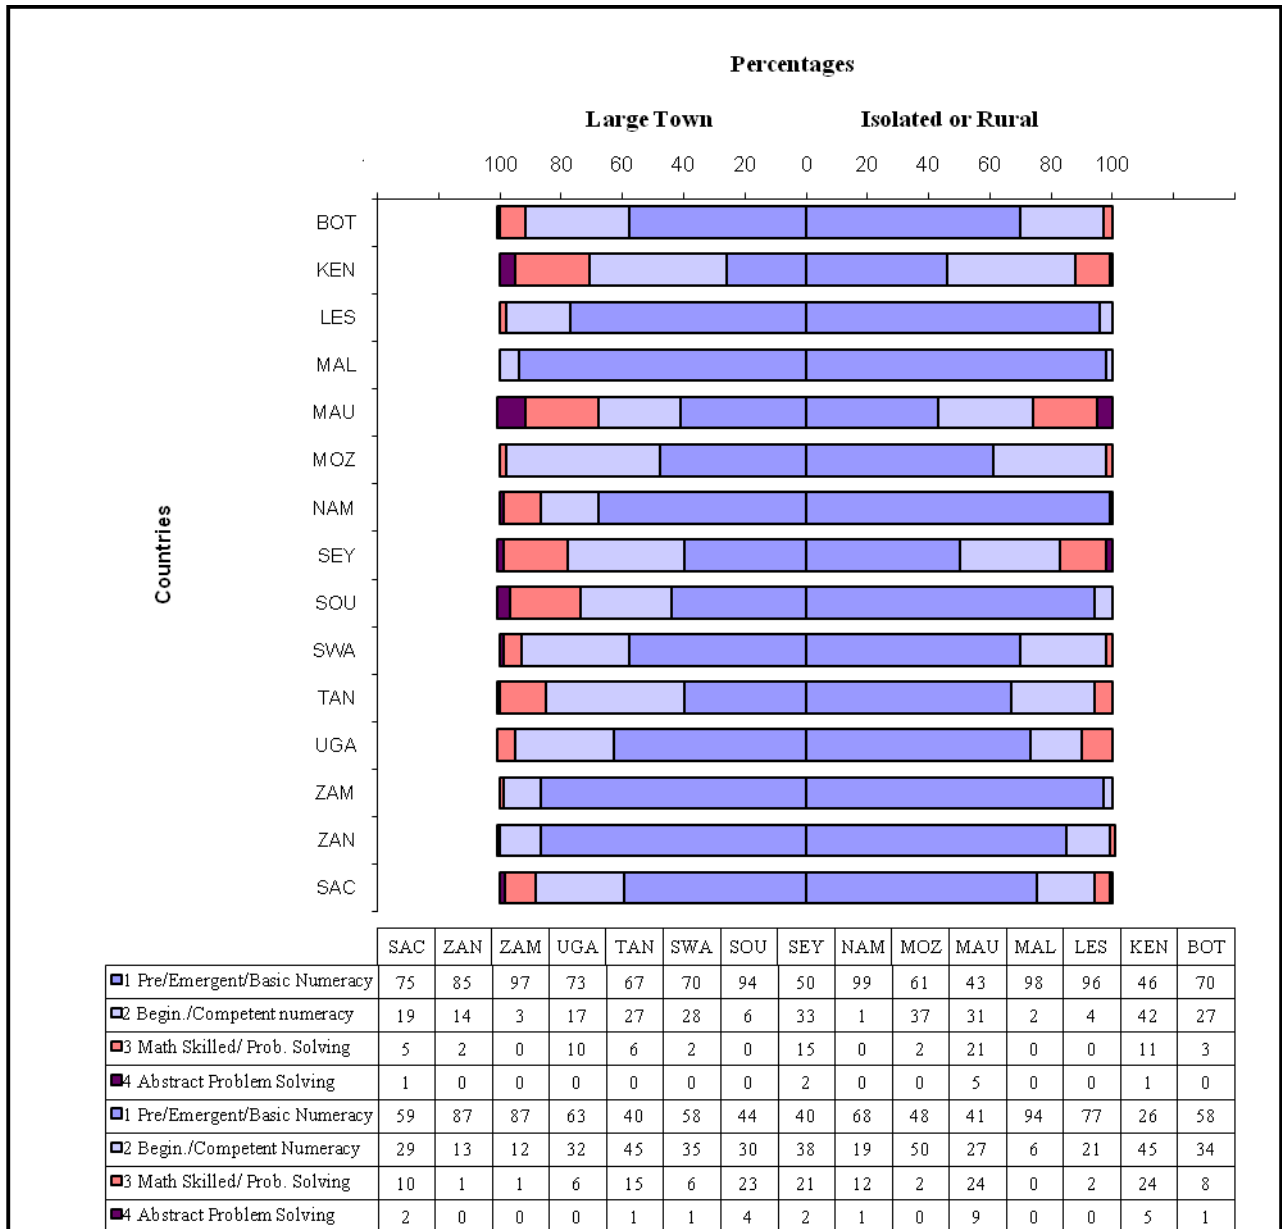 Percentages
Large Town Isolated or Rural
100 80 60 40 20 0 20 40 60 80 100
BOT
KEN
LES
MAL
MAU
MOZ
NAM
SEY
SOU
SWA
TAN
UGA
ZAM
ZAN
SAC
Countries
SAC ZAN ZAM UGA TAN SWA SOU SEY NAM MOZ MAU MAL LES KEN BOT
1 Pre/Emergent/Basic Numeracy 75 85 97 73 67 70 94 50 99 61 43 98 96 46 70
2 Begin./Competent numeracy 19 14 3 17 27 28 6 33 1 37 31 2 4 42 27
3 Math Skilled/ Prob. Solving 5 2 0 10 6 2 0 15 0 2 21 0 0 11 3
4 Abstract Problem Solving 1 0 0 0 0 0 0 2 0 0 5 0 0 1 0
1 Pre/Emergent/Basic Numeracy 59 87 87 63 40 58 44 40 68 48 41 94 77 26 58
2 Begin./Competent Numeracy 29 13 12 32 45 35 30 38 19 50 27 6 21 45 34
3 Math Skilled/ Prob. Solving 10 1 1 6 15 6 23 21 12 2 24 0 2 24 8
4 Abstract Problem Solving 2 0 0 0 1 1 4 2 1 0 9 0 0 5 1